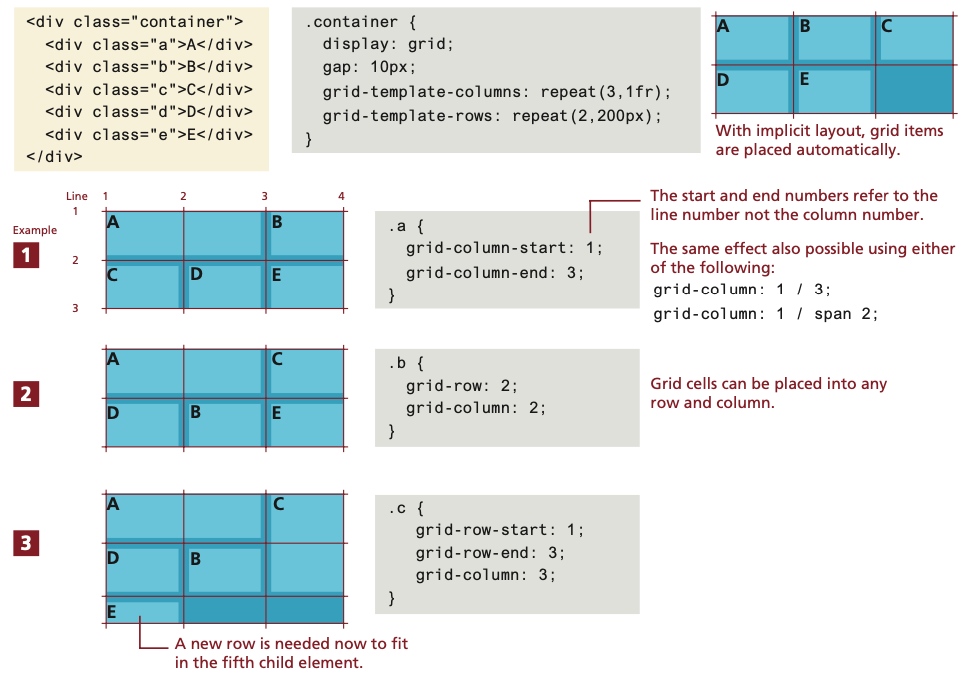 <div class="container">
<div class="a">A</div>
<div class="b">B</div>
<div class="c">C</div>
<div class="d">D</div>
<div class="e">E</div>
</div>
.container {
display: grid;
gap: 10px;
grid-template-columns: repeat(3,1fr);
grid-template-rows: repeat(2,200px);
}
A B C
D E
With implicit layout, grid items
are placed automatically.
Line 1 2 3 4
1
2
3
Example
1
A B
C D E
.a {
grid-column-start: 1;
grid-column-end: 3;
}
The start and end numbers refer to the
line number not the column number.
The same effect also possible using either
of the following:
grid-column: 1 / 3;
grid-column: 1 / span 2;
2
A C
D B E
.b {
grid-row: 2;
grid-column: 2;
}
Grid cells can be placed into any
row and column.
3
A C
D B
E
.c {
grid-row-start: 1;
grid-row-end: 3;
grid-column: 3;
}
A new row is needed now to fit
in the fifth child element.